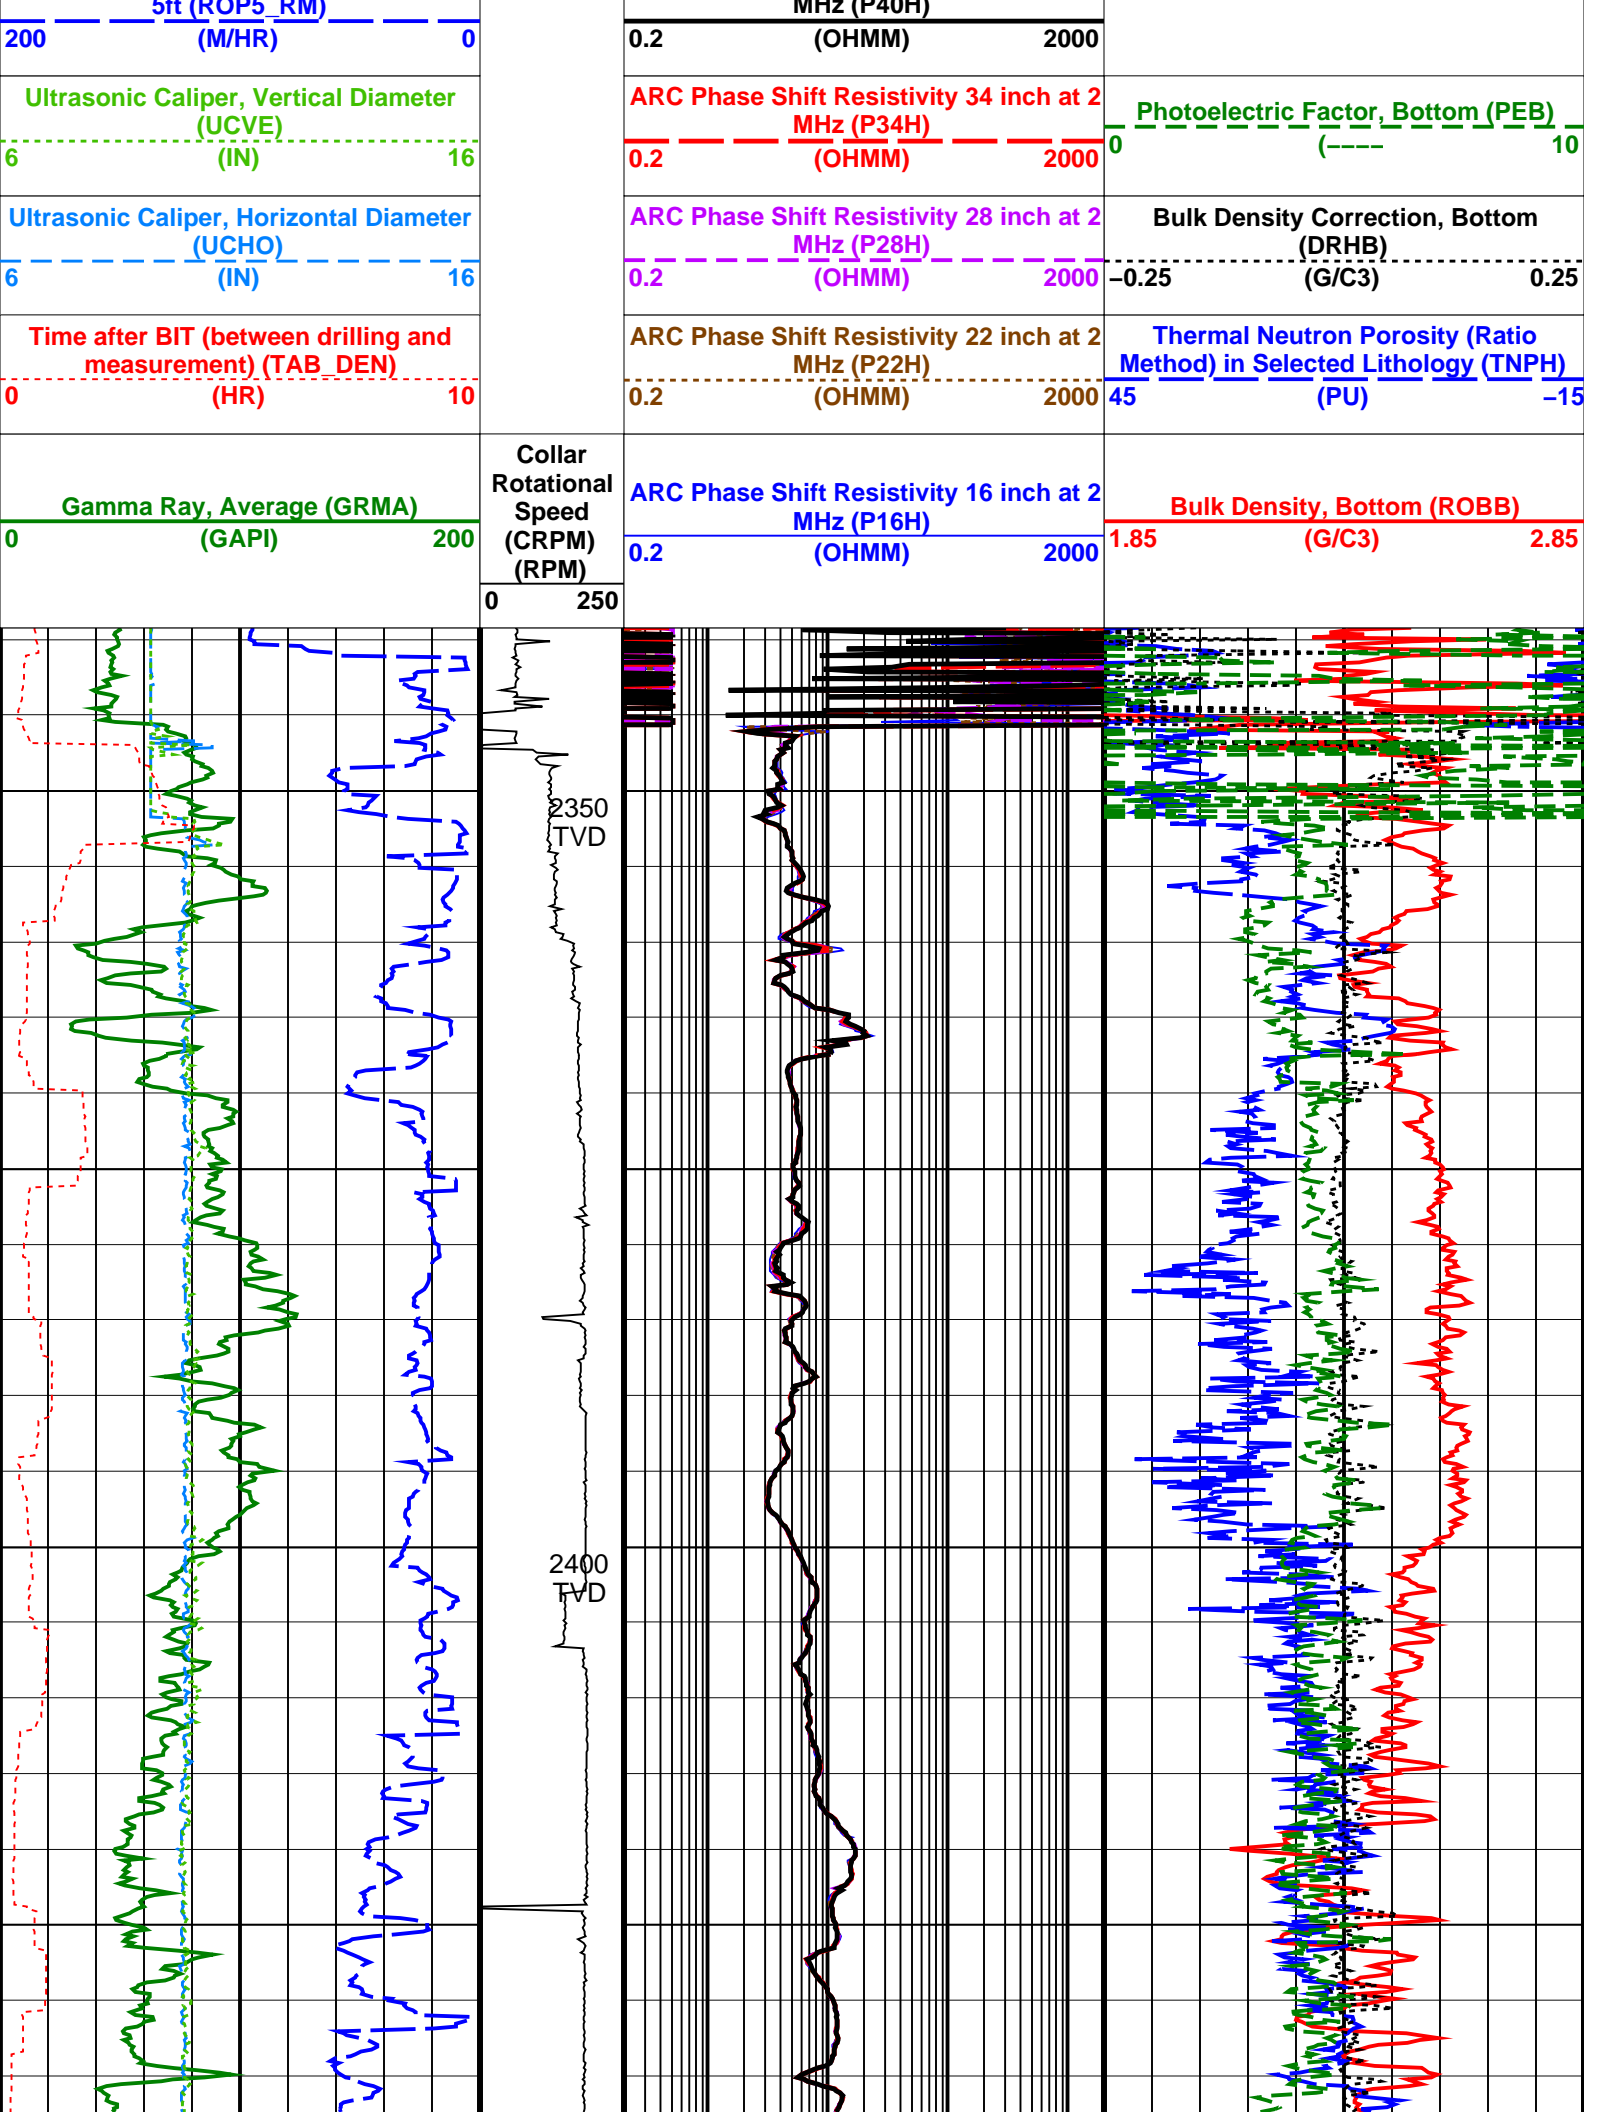 5ft (ROP5_RM)
200 (M/HR) 0
Ultrasonic Caliper, Vertical Diameter
(UCVE)
6 (IN) 16
Ultrasonic Caliper, Horizontal Diameter
(UCHO)
6 (IN) 16
Time after BIT (between drilling and
measurement) (TAB_DEN)
0 (HR) 10
Gamma Ray, Average (GRMA)
0 (GAPI) 200
Collar
Rotational
Speed
(CRPM)
(RPM)
0 250
MHz (P40H)
0.2 (OHMM) 2000
ARC Phase Shift Resistivity 34 inch at 2
MHz (P34H)
0.2 (OHMM) 2000
ARC Phase Shift Resistivity 28 inch at 2
MHz (P28H)
0.2 (OHMM) 2000
ARC Phase Shift Resistivity 22 inch at 2
MHz (P22H)
0.2 (OHMM) 2000
ARC Phase Shift Resistivity 16 inch at 2
MHz (P16H)
0.2 (OHMM) 2000
Photoelectric Factor, Bottom (PEB)
0 (–––– 10
Bulk Density Correction, Bottom
(DRHB)
–0.25 (G/C3) 0.25
Thermal Neutron Porosity (Ratio
Method) in Selected Lithology (TNPH)
45 (PU) –15
Bulk Density, Bottom (ROBB)
1.85 (G/C3) 2.85
2350
TVD
2400
TVD